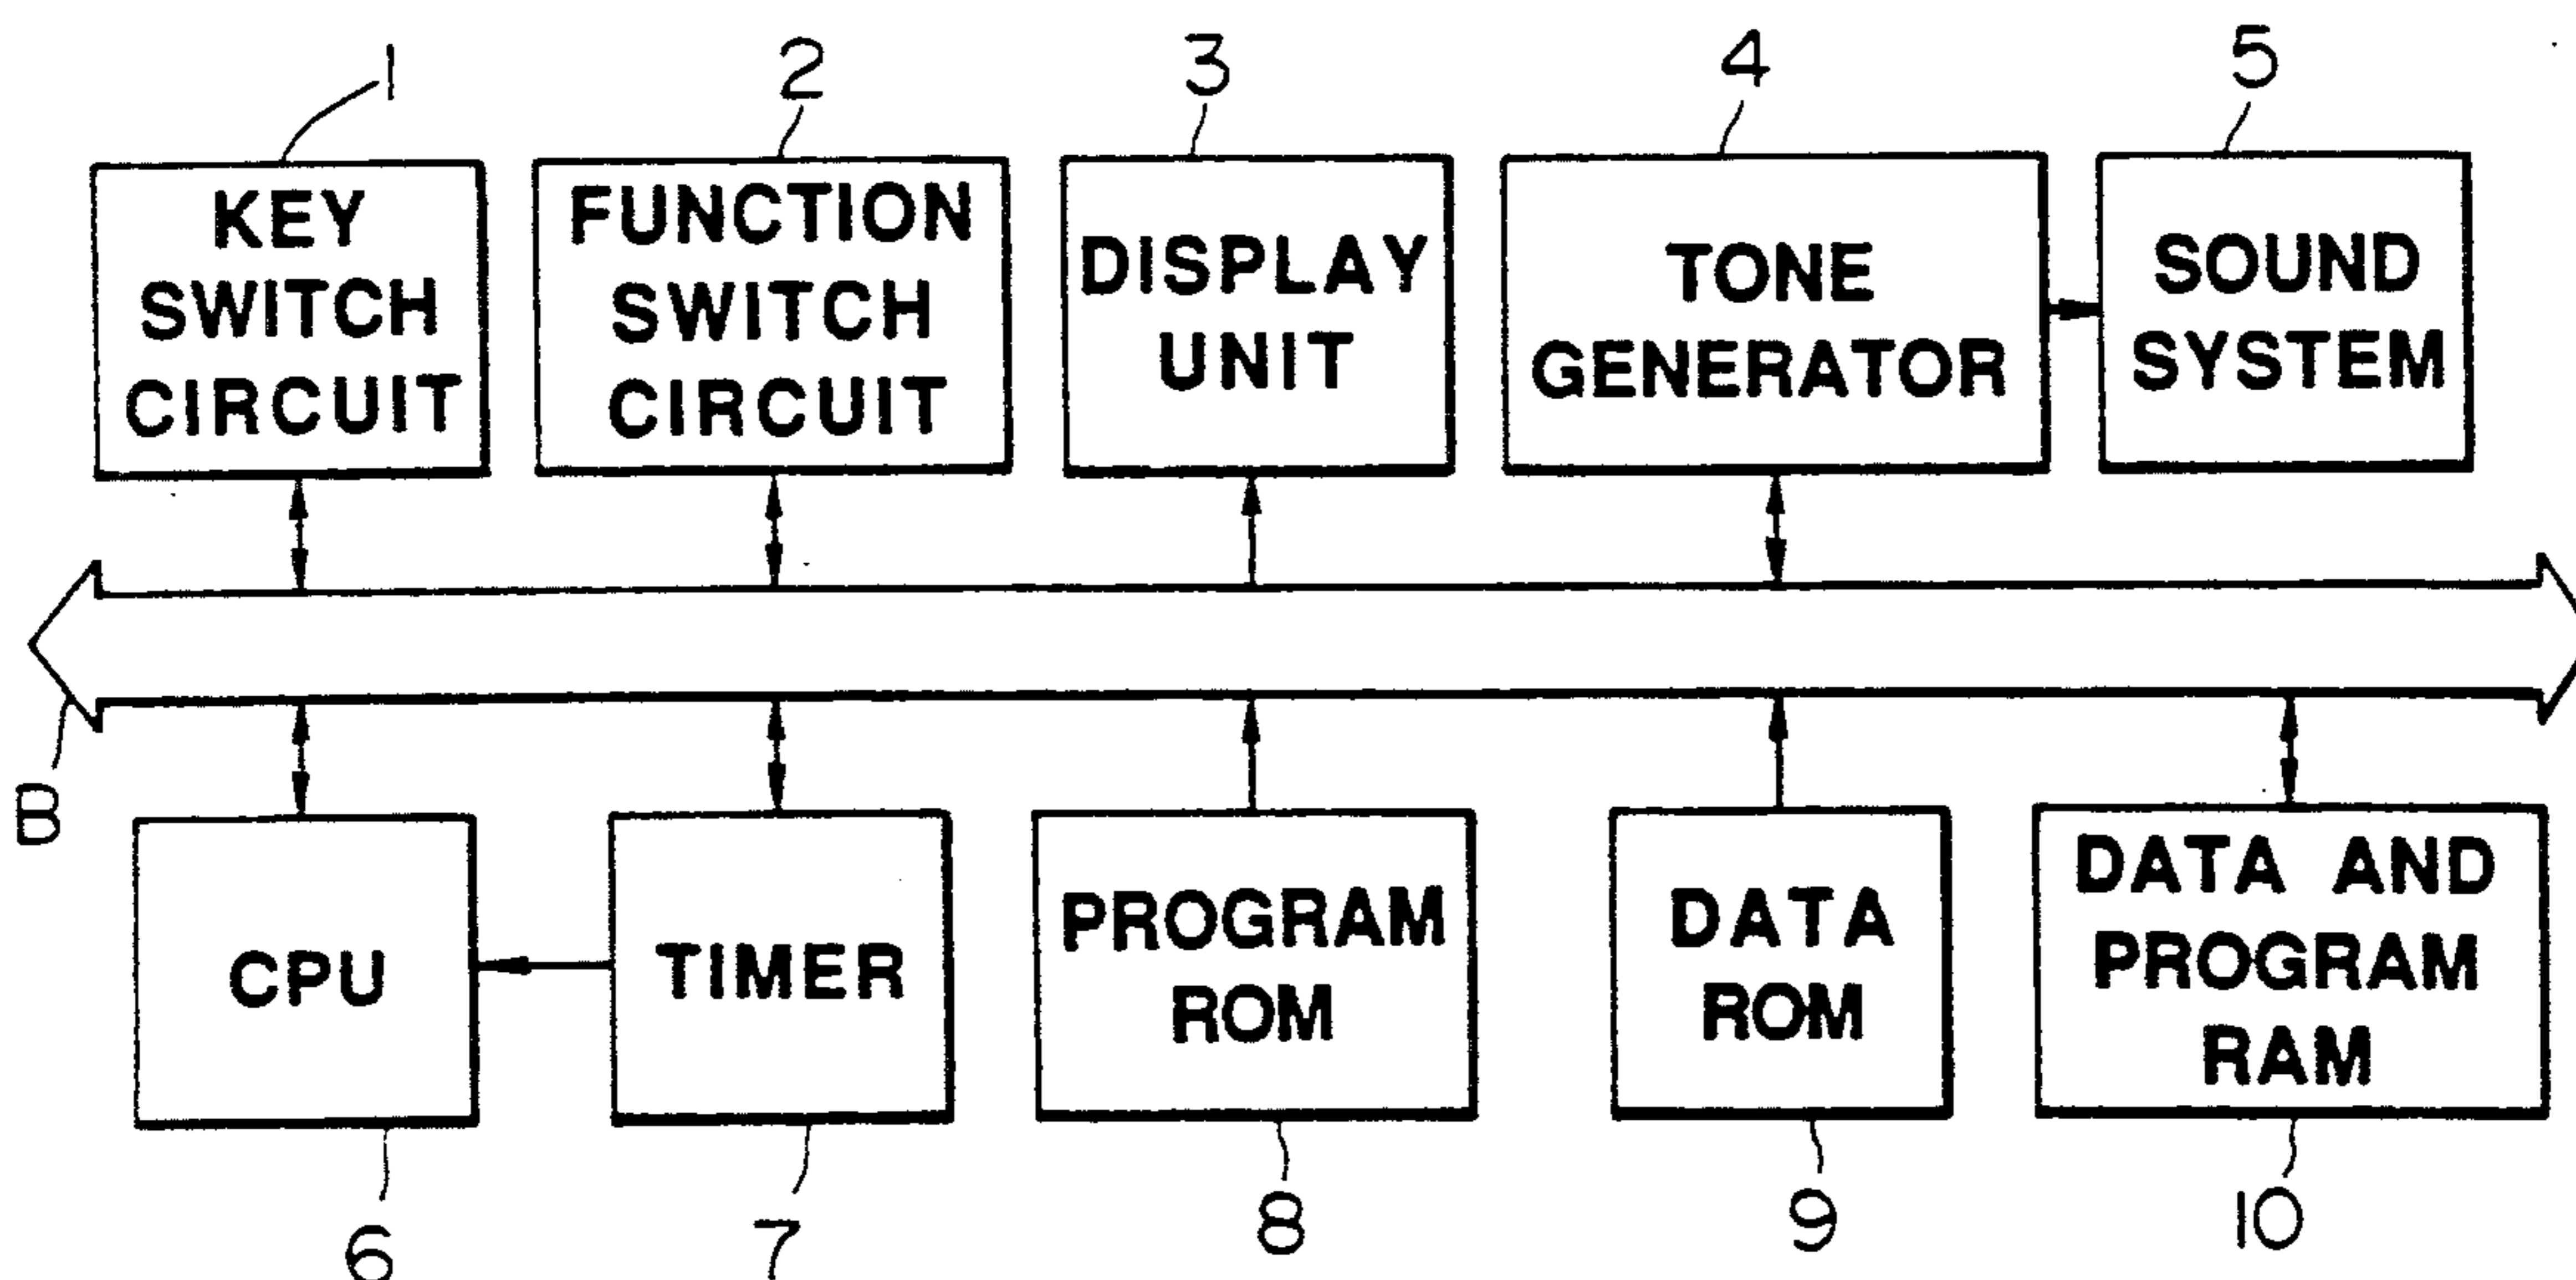 1
2
3
4
5
KEY
SWITCH
CIRCUIT
FUNCTION
SWITCH
CIRCUIT
DISPLAY
UNIT
TONE
GENERATOR
SOUND
SYSTEM
B
CPU
TIMER
PROGRAM
ROM
DATA
ROM
DATA AND
PROGRAM
RAM
6
7
8
9
10